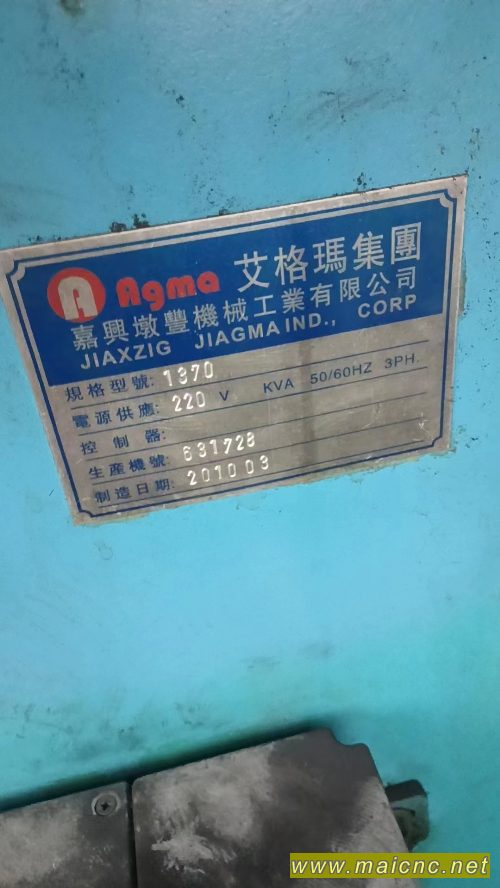 Agma 艾格瑪集團
嘉興墩豐機械工業有限公司
JIAXZIG JIAGMA IND., CORP
規格型號: 1370
電源供應: 220 V KVA 50/60HZ 3PH.
控制器:
生產機號: 631728
制造日期: 201003
www.maicnc.net